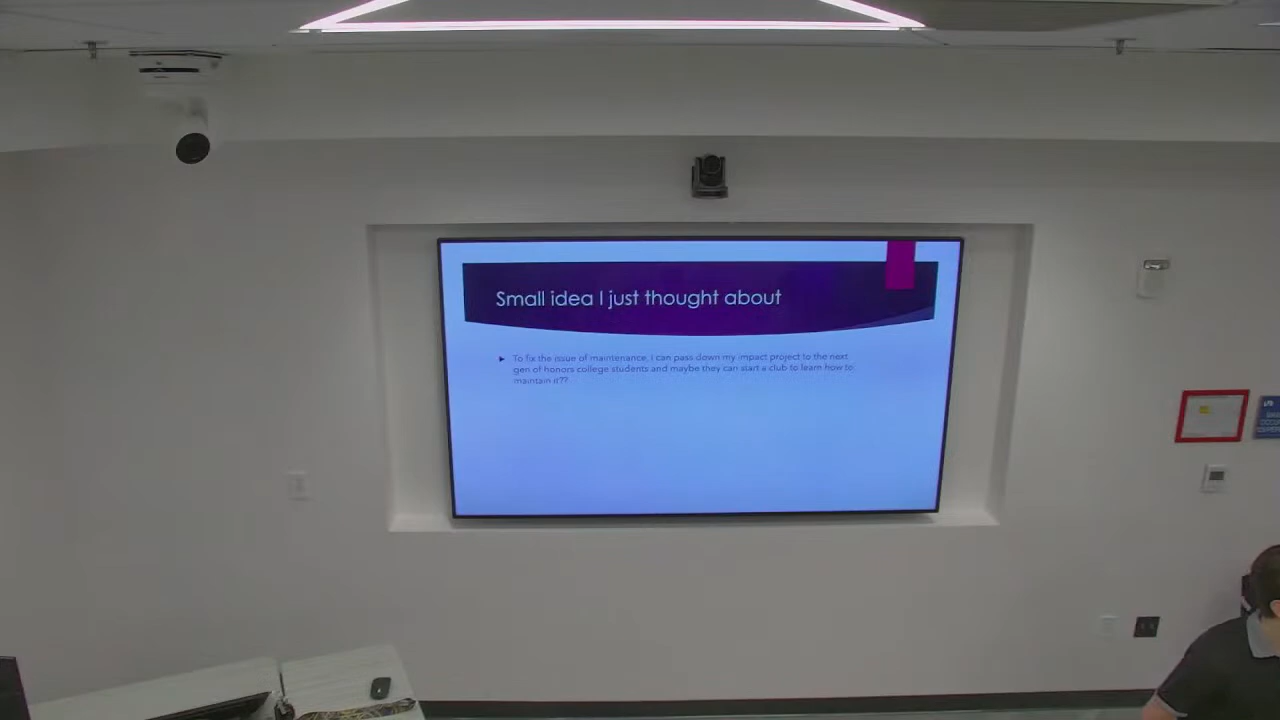 Small idea I just thought about
To fix the issue of maintenance, I can pass down my impact project to the next
gen of honors college students and maybe they can start a club to learn how to
maintain it??